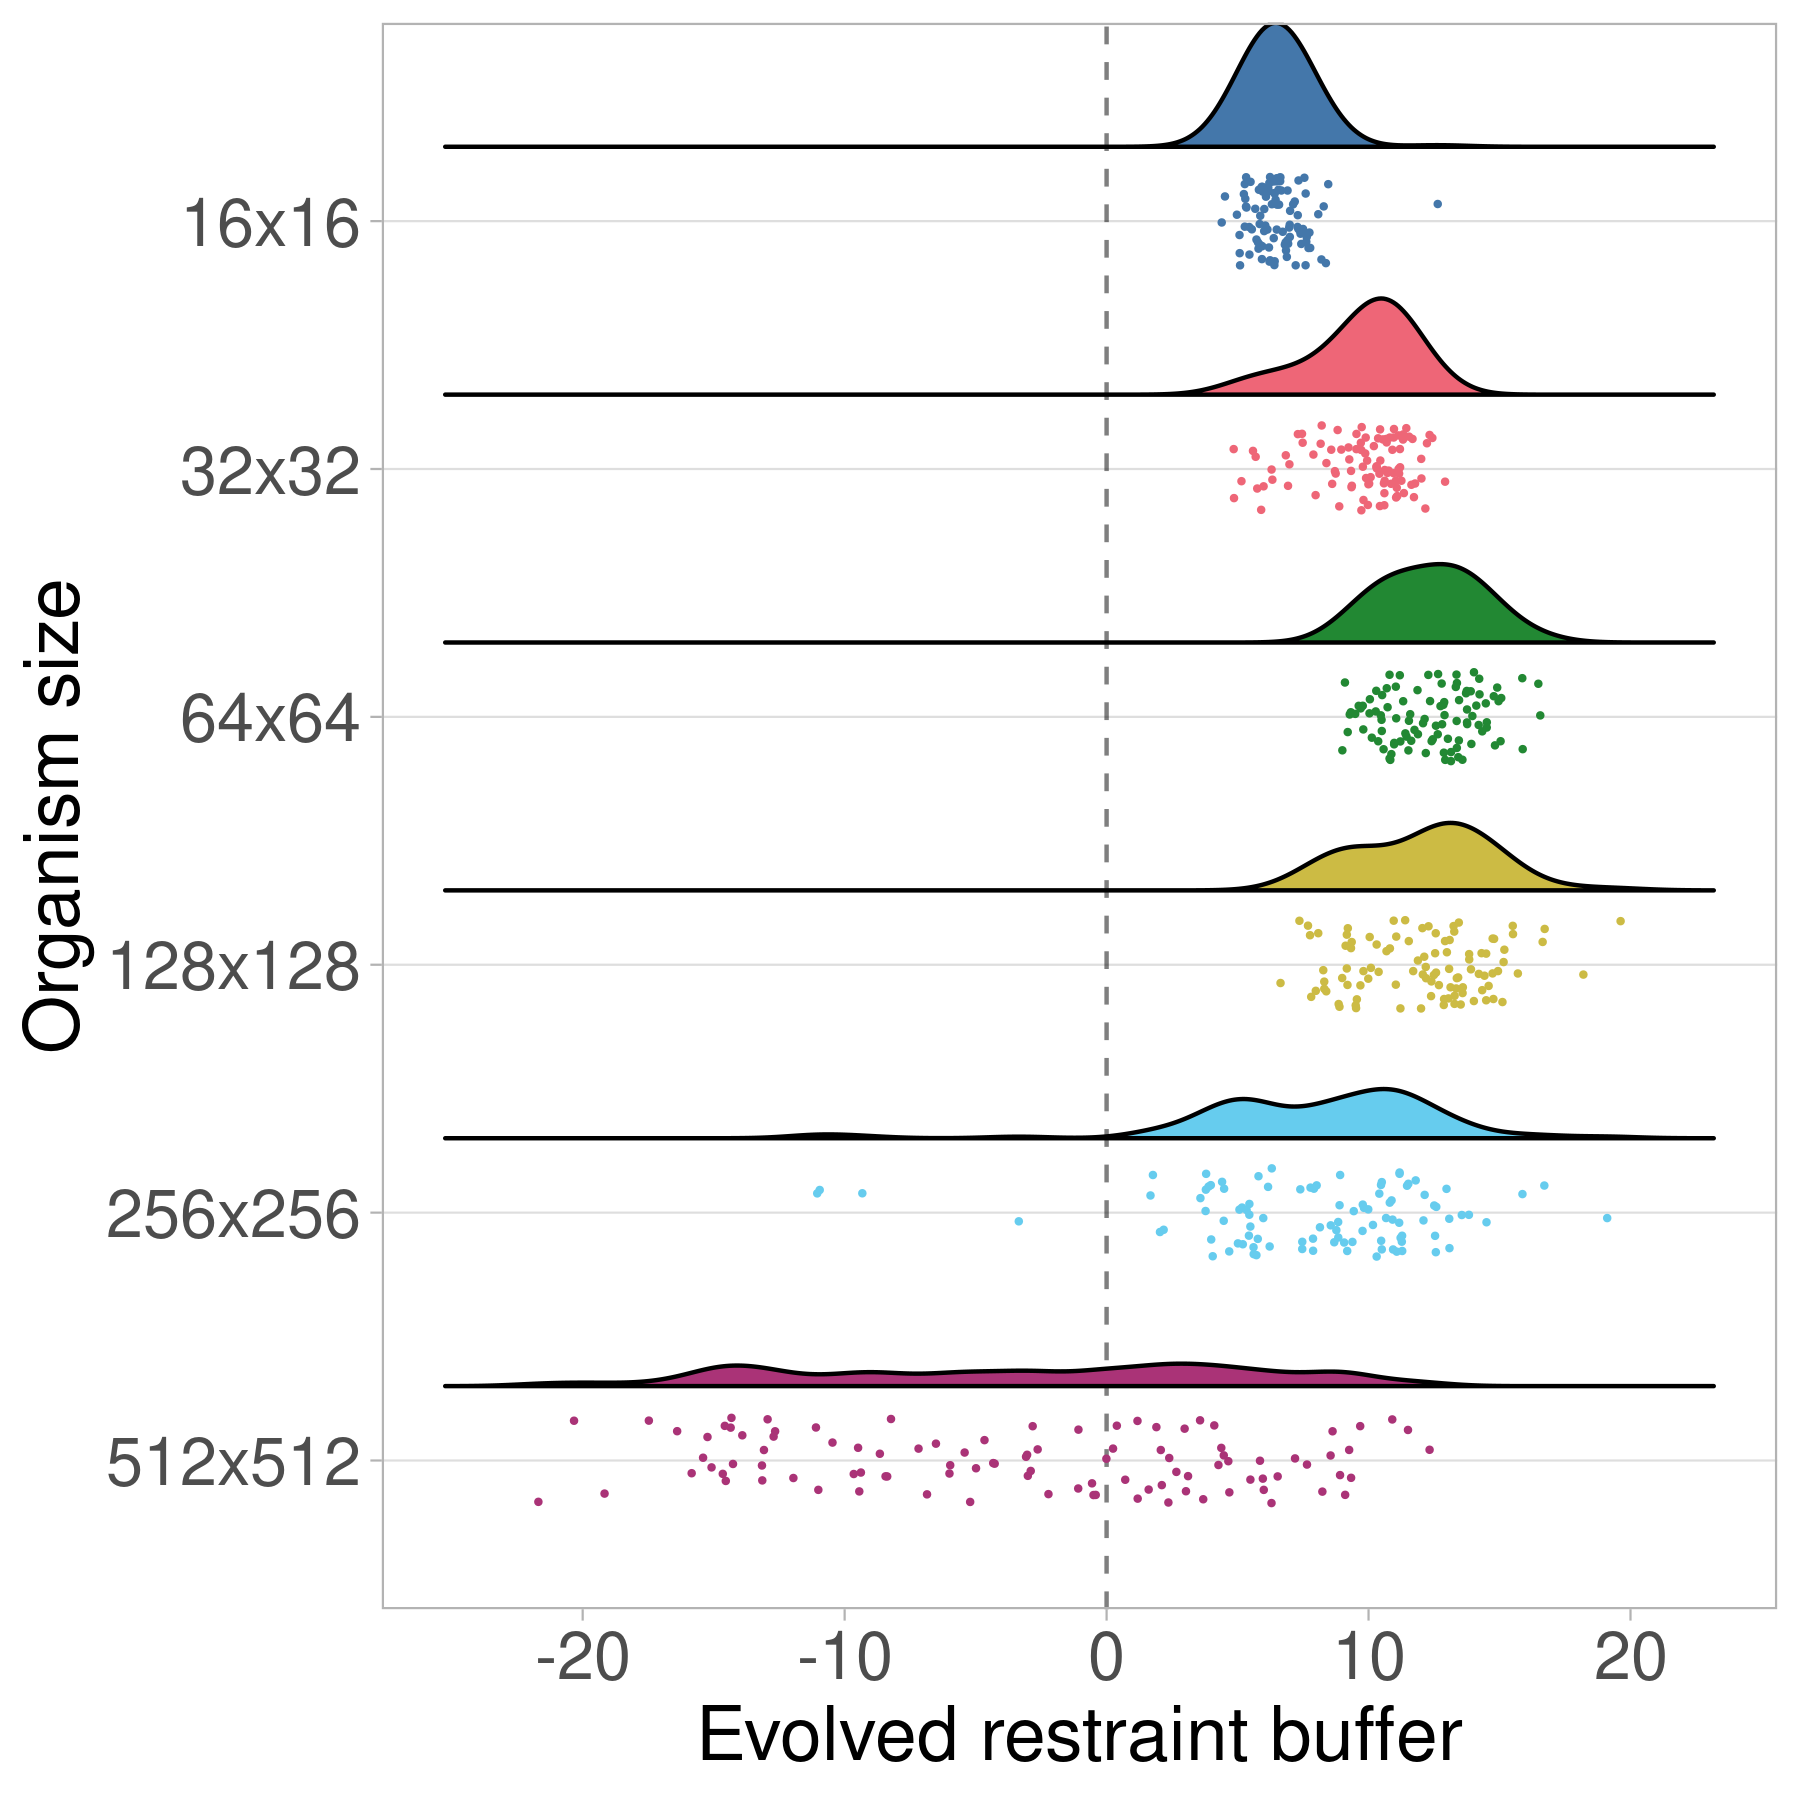 Organism size
16x16
32x32
64x64
128x128
256x256
512x512
-20 -10 0 10 20
Evolved restraint buffer